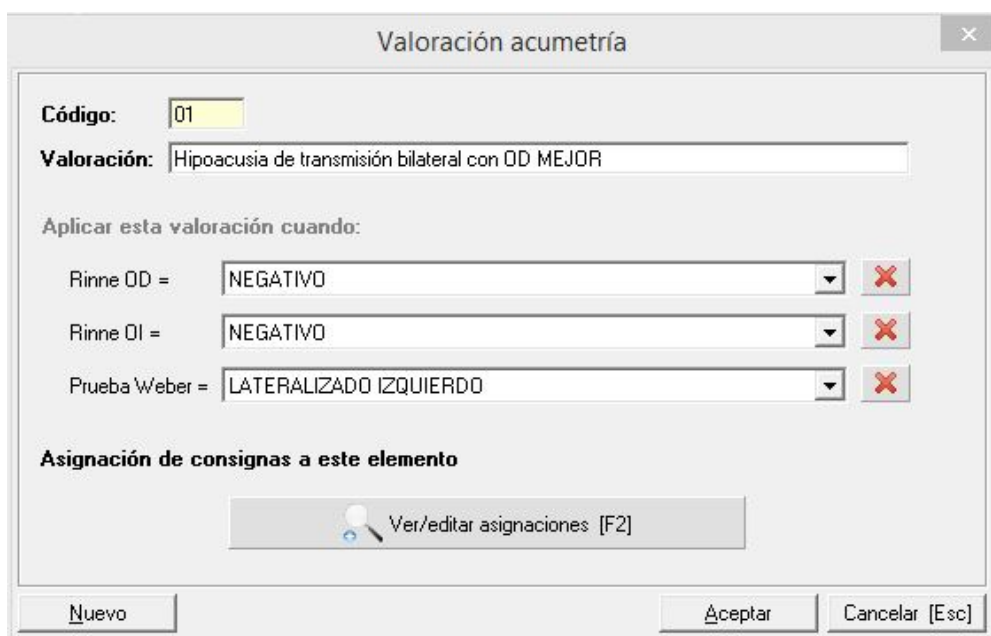 Valoración acumetría
Código: 01
Valoración: Hipoacusia de transmisión bilateral con OD MEJOR
Aplicar esta valoración cuando:
Rinne OD = NEGATIVO
Rinne OI = NEGATIVO
Prueba Weber = LATERALIZADO IZQUIERDO
Asignación de consignas a este elemento
Ver/editar asignaciones [F2]
Nuevo Aceptar Cancelar [Esc]